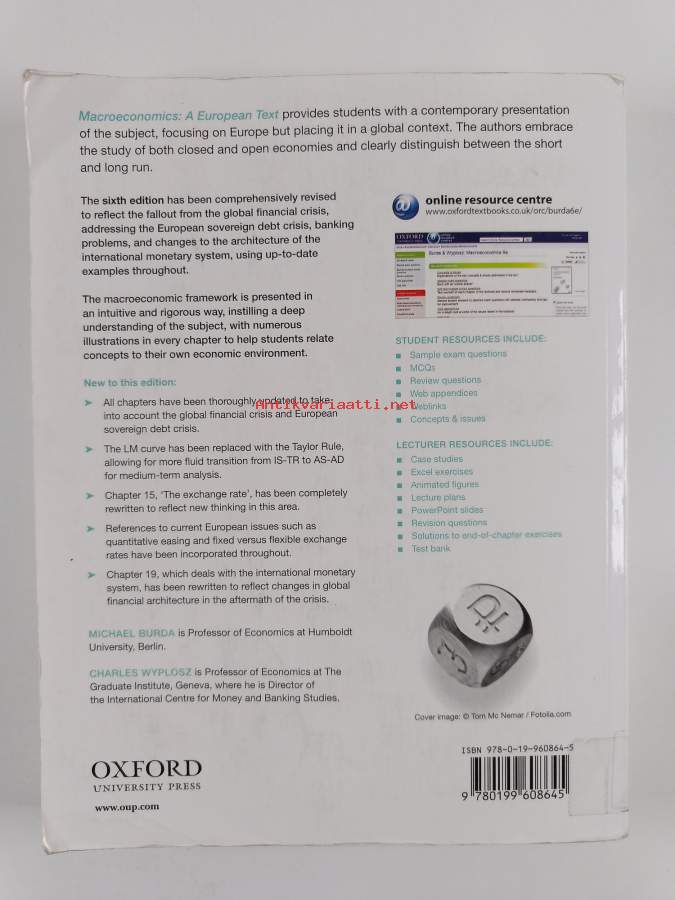 Macroeconomics: A European Text provides students with a contemporary presentation
of the subject, focusing on Europe but placing it in a global context. The authors embrace
the study of both closed and open economies and clearly distinguish between the short
and long run.
The sixth edition has been comprehensively revised
to reflect the fallout from the global financial crisis,
addressing the European sovereign debt crisis, banking
problems, and changes to the architecture of the
international monetary system, using up-to-date
examples throughout.
The macroeconomic framework is presented in
an intuitive and rigorous way, instilling a deep
understanding of the subject, with numerous
illustrations in every chapter to help students relate
concepts to their own economic environment.
New to this edition:
➤ All chapters have been thoroughly updated to take
into account the global financial crisis and European
sovereign debt crisis.
➤ The LM curve has been replaced with the Taylor Rule,
allowing for more fluid transition from IS-TR to AS-AD
for medium-term analysis.
➤ Chapter 15, 'The exchange rate', has been completely
rewritten to reflect new thinking in this area.
➤ References to current European issues such as
quantitative easing and fixed versus flexible exchange
rates have been incorporated throughout.
➤ Chapter 19, which deals with the international monetary
system, has been rewritten to reflect changes in global
financial architecture in the aftermath of the crisis.
MICHAEL BURDA is Professor of Economics at Humboldt
University, Berlin.
CHARLES WYPLOSZ is Professor of Economics at The
Graduate Institute, Geneva, where he is Director of
the International Centre for Money and Banking Studies.
OXFORD
UNIVERSITY PRESS
www.oup.com
online resource centre
www.oxfordtextbooks.co.uk/orc/burda6e/
OXFORD
Burda & Wyplosz: Macroeconomics 6e
STUDENT RESOURCES INCLUDE:
■ Sample exam questions
■ MCQs
■ Review questions
■ Web appendices
■ Weblinks
■ Concepts & issues
LECTURER RESOURCES INCLUDE:
■ Case studies
■ Excel exercises
■ Animated figures
■ Lecture plans
■ PowerPoint slides
■ Revision questions
■ Solutions to end-of-chapter exercises
■ Test bank
Cover image: © Tom Mc Nemar / Fotolia.com
ISBN 978-0-19-960864-5
9 780199 608645
Antikvariaatti.net